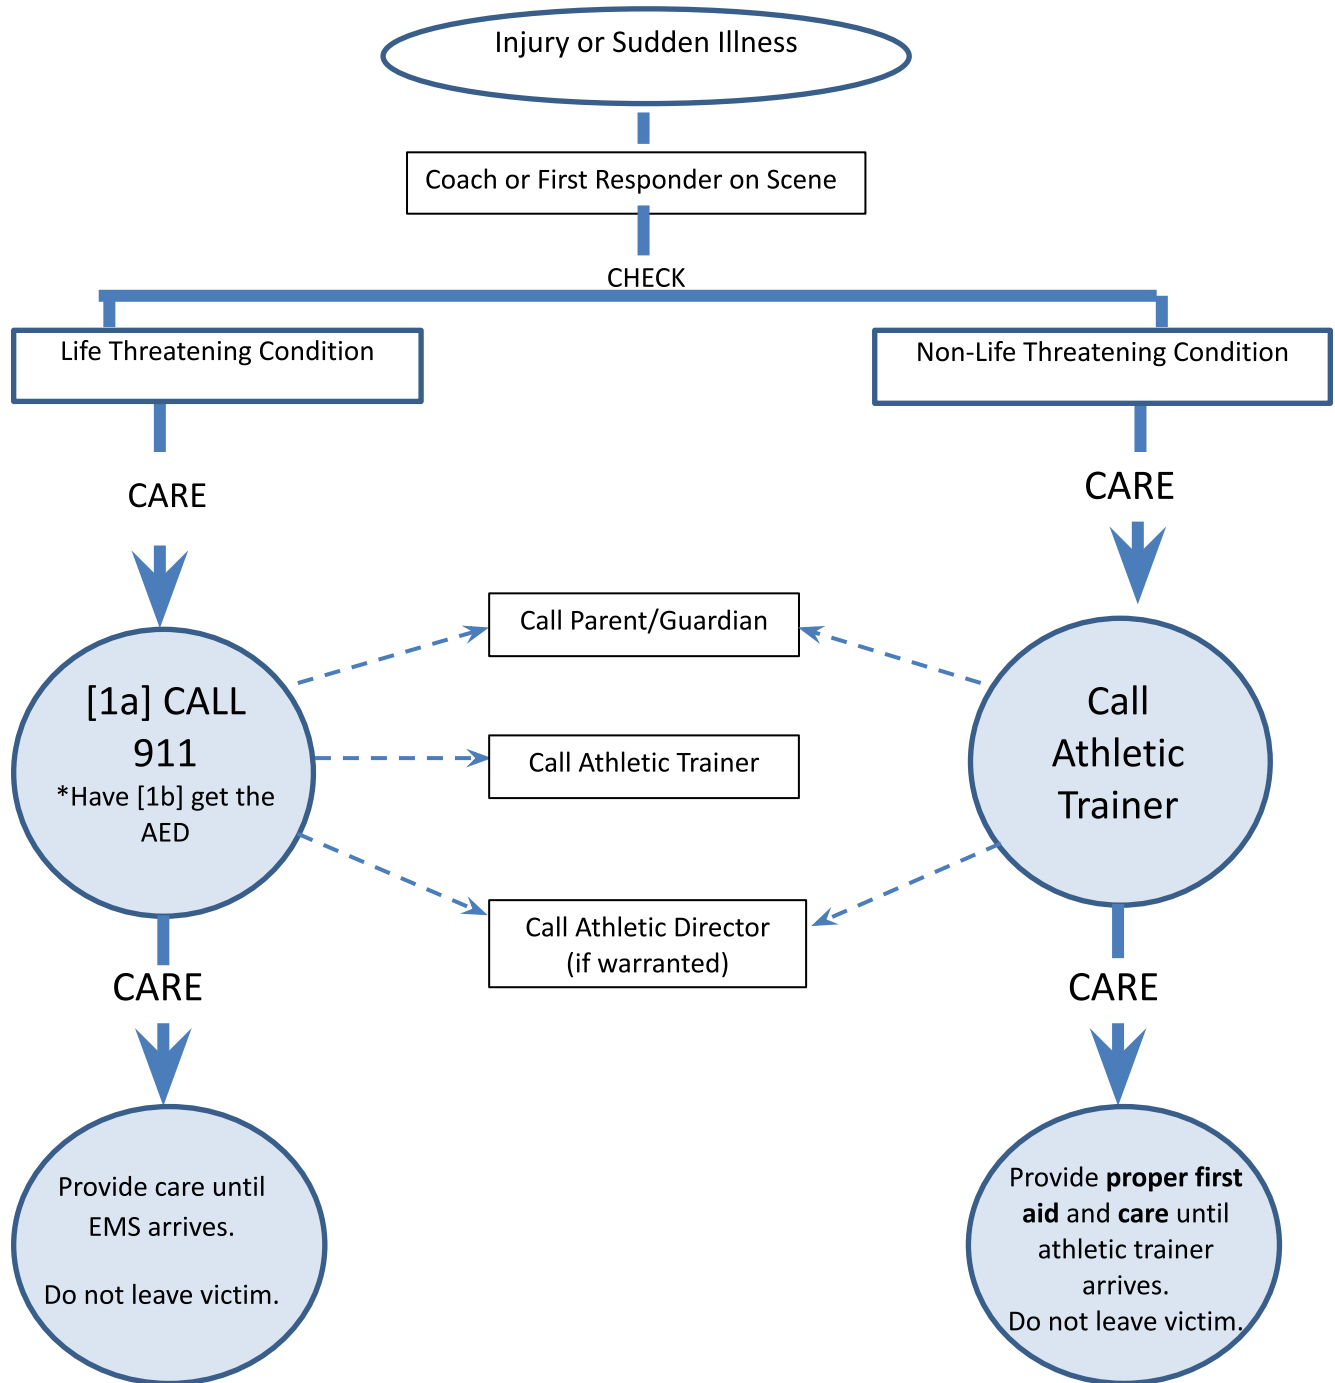 Injury or Sudden Illness
Coach or First Responder on Scene
CHECK
Life Threatening Condition
Non-Life Threatening Condition
CARE
CARE
[1a] CALL
911
*Have [1b] get the
AED
Call Parent/Guardian
Call Athletic Trainer
Call Athletic Director
(if warranted)
Call
Athletic
Trainer
CARE
CARE
Provide care until
EMS arrives.
Do not leave victim.
Provide proper first
aid and care until
athletic trainer
arrives.
Do not leave victim.